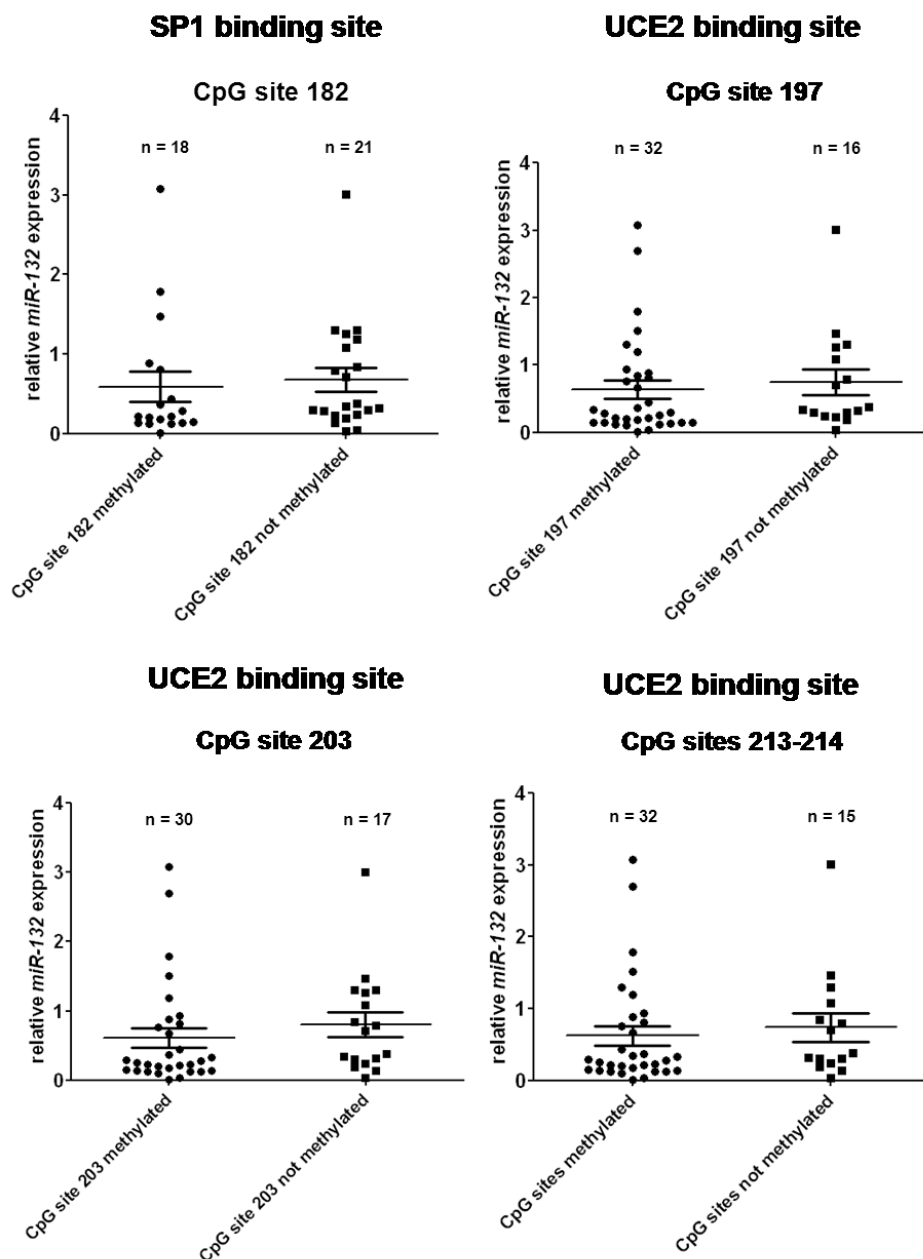 SP1 binding site
CpG site 182
n = 18
n = 21
4
3
2
1
0
relative miR-132 expression
CpG site 182 methylated
CpG site 182 not methylated
UCE2 binding site
CpG site 197
n = 32
n = 16
4
3
2
1
0
relative miR-132 expression
CpG site 197 methylated
CpG site 197 not methylated
UCE2 binding site
CpG site 203
n = 30
n = 17
4
3
2
1
0
relative miR-132 expression
CpG site 203 methylated
CpG site 203 not methylated
UCE2 binding site
CpG sites 213-214
n = 32
n = 15
4
3
2
1
0
relative miR-132 expression
CpG sites methylated
CpG sites not methylated